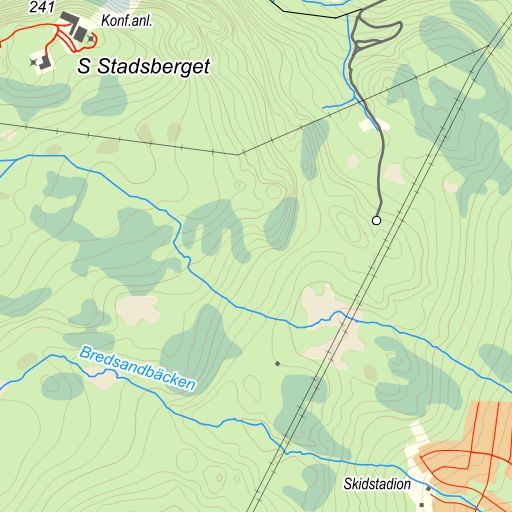 241
Konf.anl.
S Stadsberget
Bredsandbäcken
Skidstadion